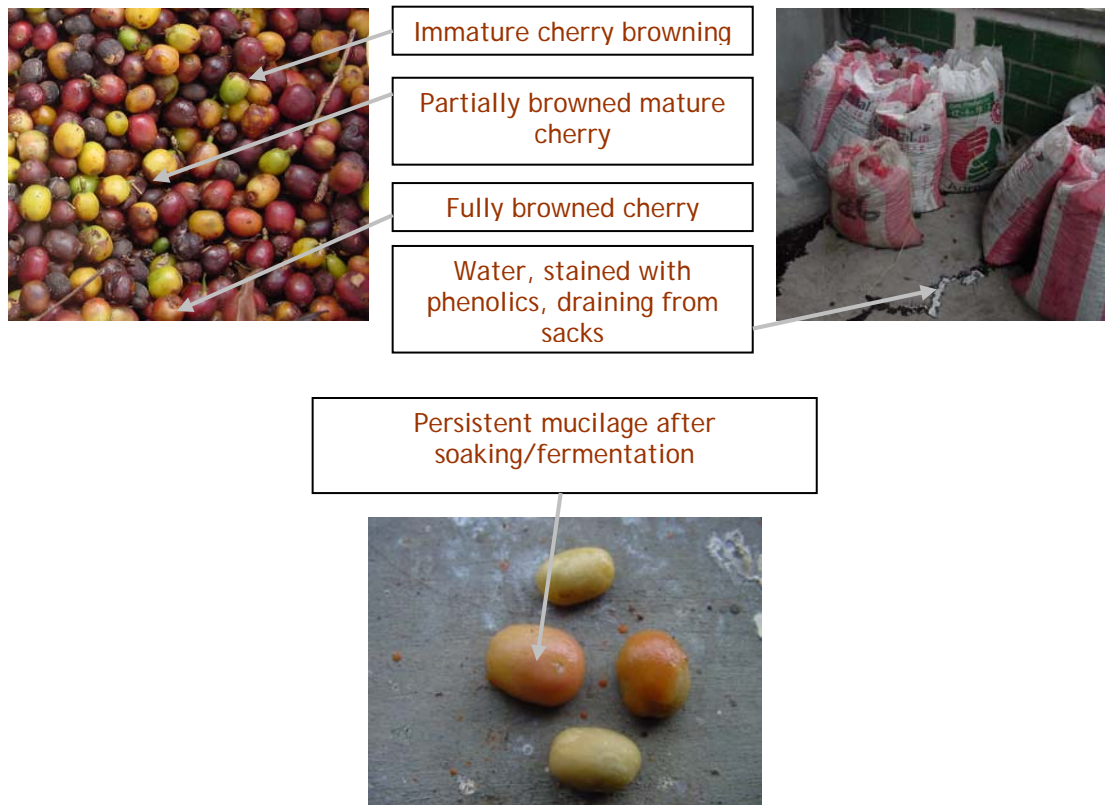 Immature cherry browning
Partially browned mature
cherry
Fully browned cherry
Water, stained with
phenolics, draining from
sacks
Persistent mucilage after
soaking/fermentation